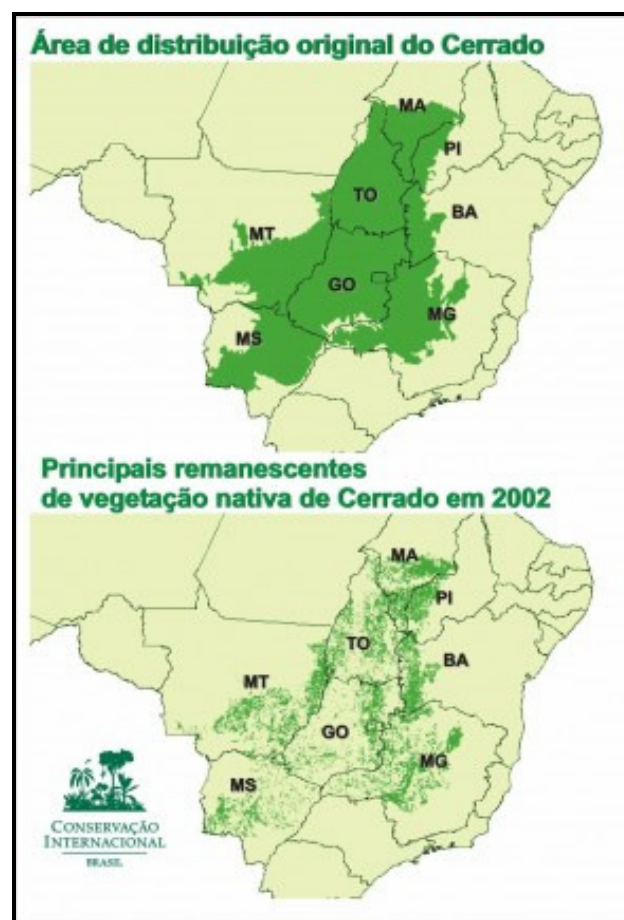 Área de distribuição original do Cerrado
MA
PI
TO
BA
MT
GO
MG
MS
Principais remanescentes
de vegetação nativa de Cerrado em 2002
MA
PI
TO
BA
MT
GO
MG
MS
CONSERVAÇÃO
INTERNACIONAL
BRASIL